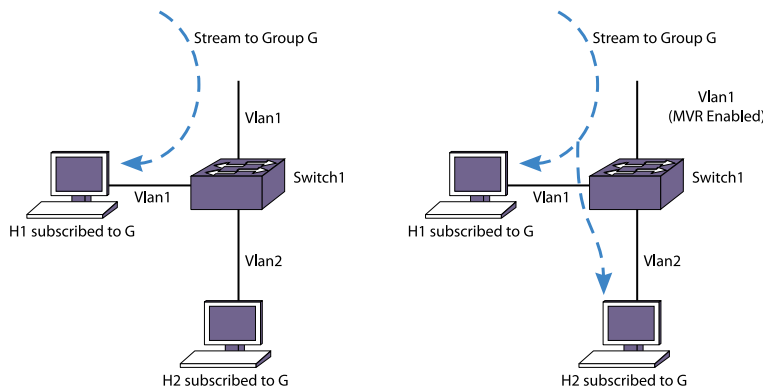 Stream to Group G
Vlan1
Switch1
Vlan1
H1 subscribed to G
Vlan2
H2 subscribed to G
Stream to Group G
Vlan1
(MVR Enabled)
Switch1
Vlan1
H1 subscribed to G
Vlan2
H2 subscribed to G